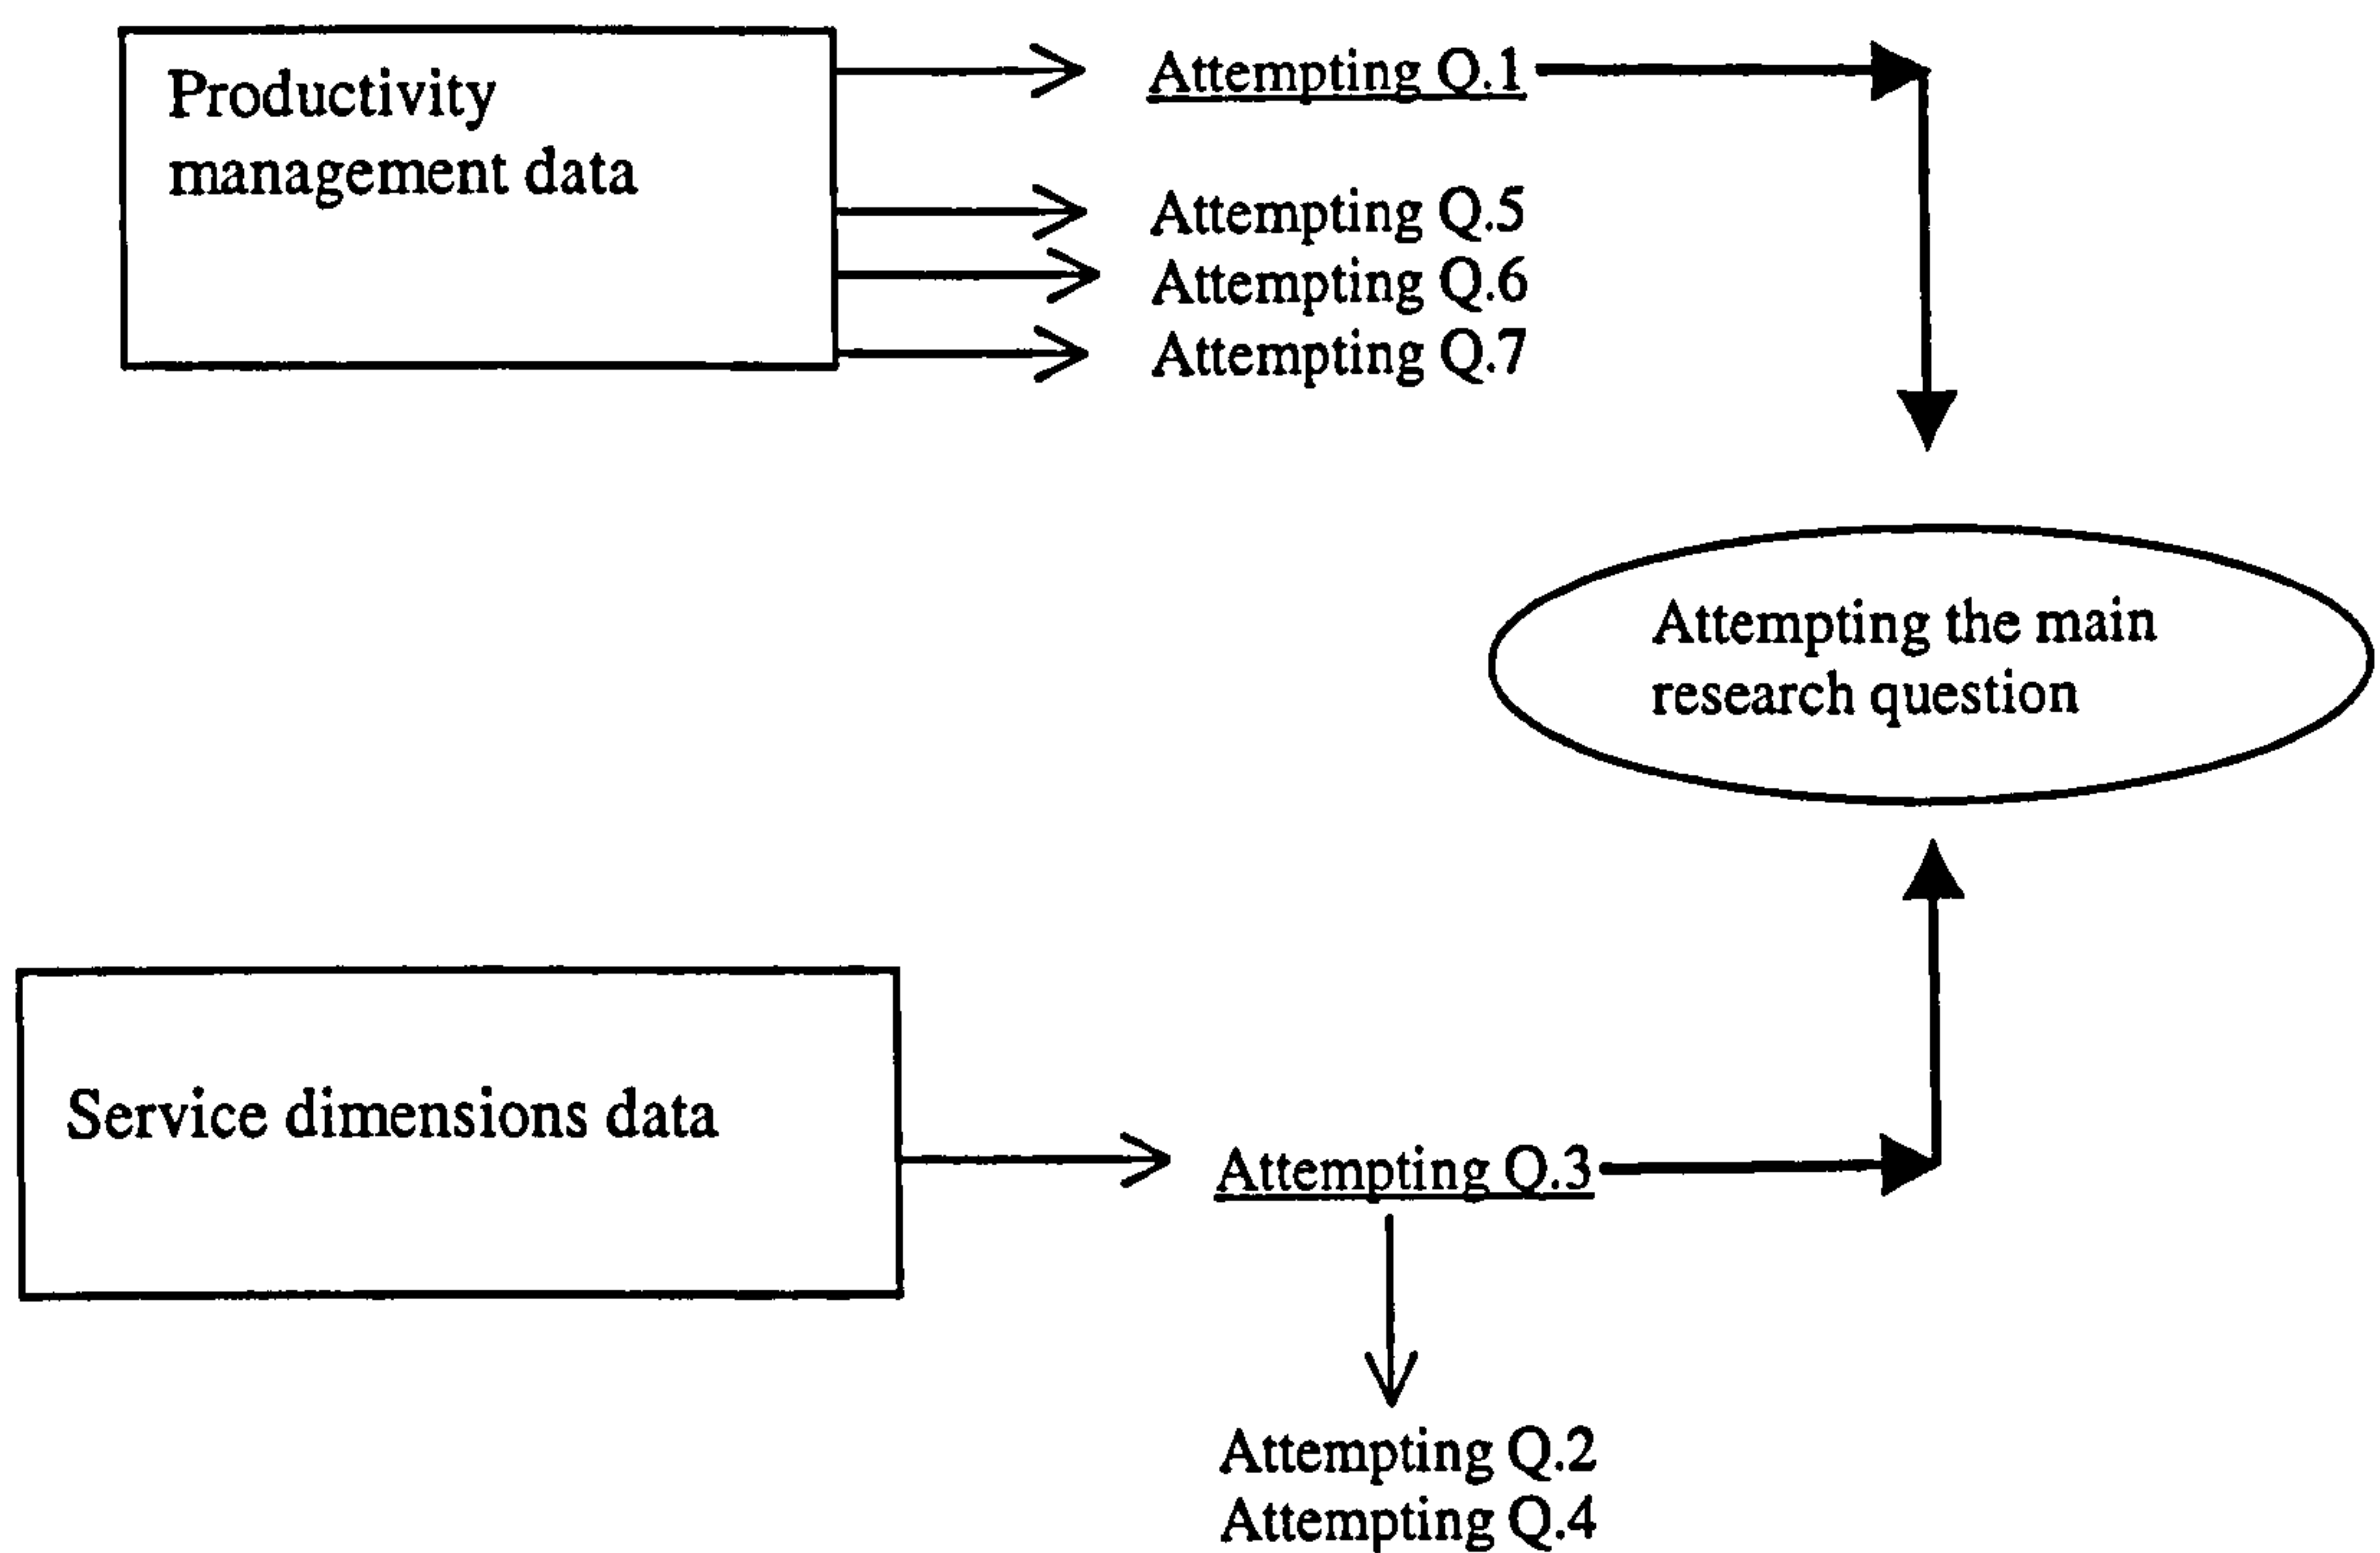 Productivity
management data
Attempting Q.1
Attempting Q.5
Attempting Q.6
Attempting Q.7
Attempting the main
research question
Service dimensions data
Attempting Q.3
Attempting Q.2
Attempting Q.4